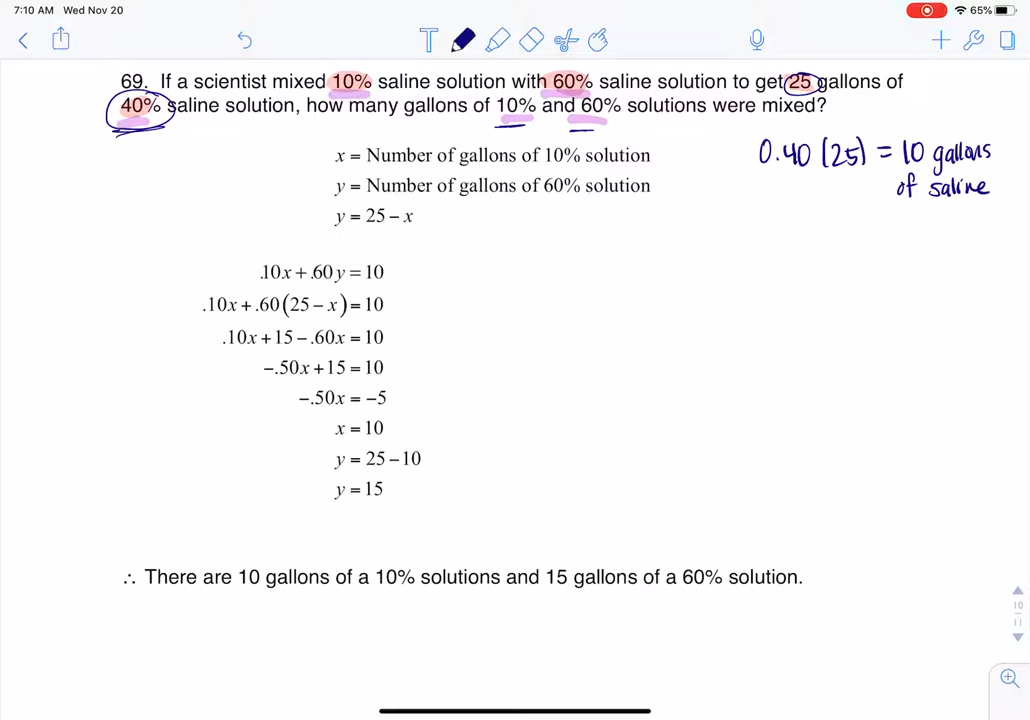 7:10 AM Wed Nov 20
65%
69. If a scientist mixed 10% saline solution with 60% saline solution to get 25 gallons of
40% saline solution, how many gallons of 10% and 60% solutions were mixed?
x = Number of gallons of 10% solution
0.40 (25) = 10 gallons
of saline
y = Number of gallons of 60% solution
y = 25 − x
.10x + .60y = 10
.10x + .60(25 − x) = 10
.10x + 15 − .60x = 10
−.50x + 15 = 10
−.50x = −5
x = 10
y = 25 − 10
y = 15
∴ There are 10 gallons of a 10% solutions and 15 gallons of a 60% solution.
10
11